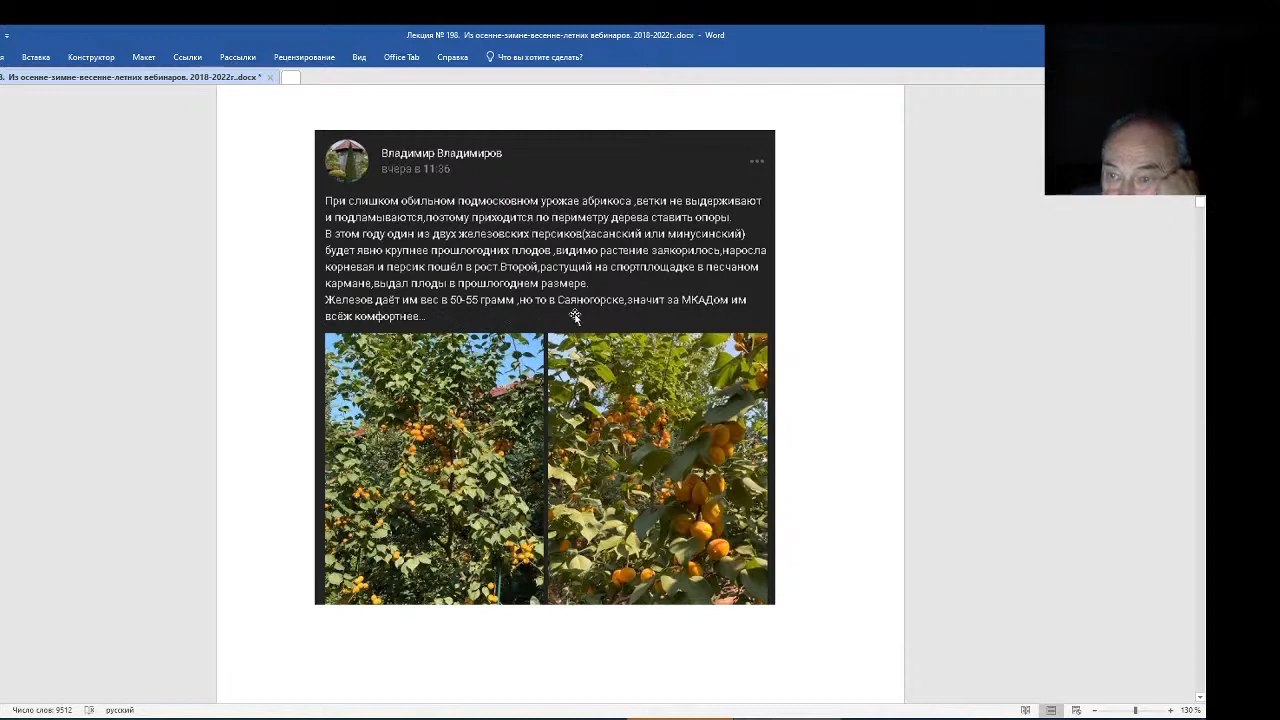 Лекция № 198. Из осенне-зимне-весенне-летних вебинаров. 2018-2022г..docx - Word
Вставка Конструктор Макет Ссылки Рассылки Рецензирование Вид Office Tab Справка Что вы хотите сделать?
8. Из осенне-зимне-весенне-летних вебинаров. 2018-2022г..docx *
Владимир Владимиров
вчера в 11:36
При слишком обильном подмосковном урожае абрикоса ,ветки не выдерживают
и подламываются,поэтому приходится по периметру дерева ставить опоры.
В этом году один из двух железовских персиков(хасанский или минусинский)
будет явно крупнее прошлогодних плодов ,видимо растение заякорилось,наросла
корневая и персик пошёл в рост.Второй,растущий на спортплощадке в песчаном
кармане,выдал плоды в прошлогоднем размере.
Железов даёт им вес в 50-55 грамм ,но то в Саяногорске,значит за МКАДом им
всёж комфортнее...
Число слов: 9512 русский 130 %